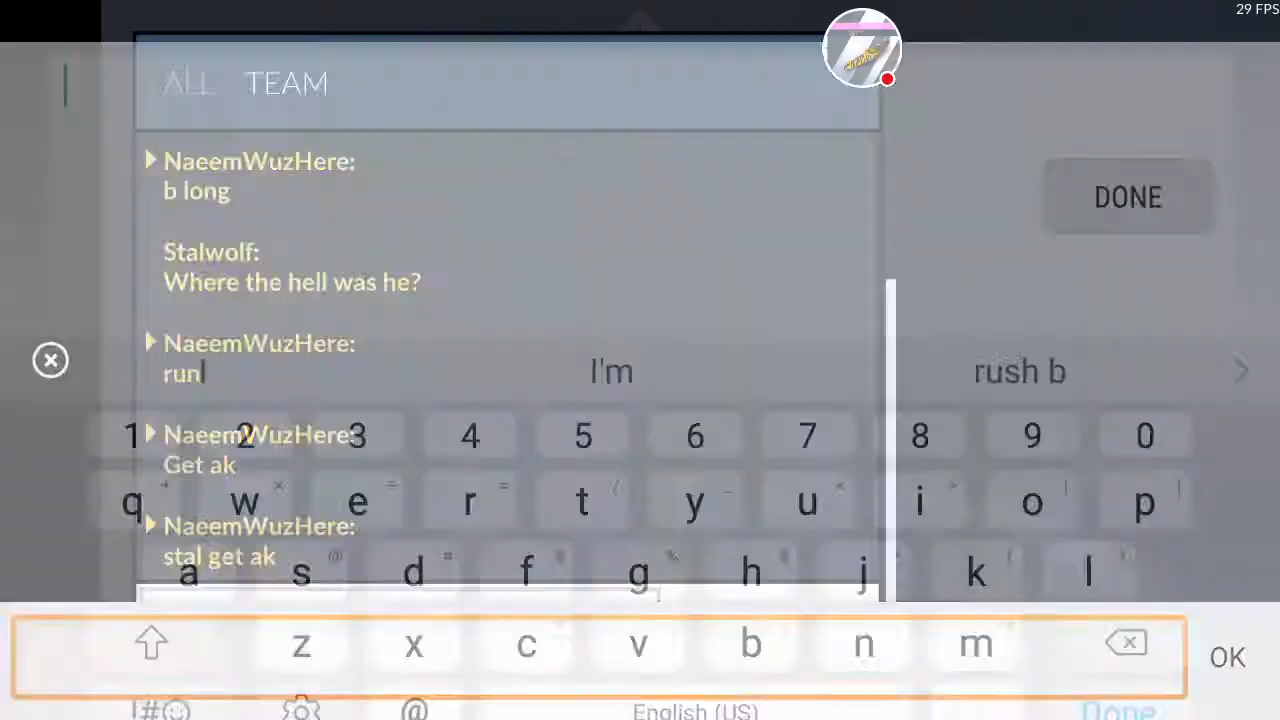 29 FPS
ALL TEAM
NaeemWuzHere:
b long
DONE
Stalwolf:
Where the hell was he?
NaeemWuzHere:
run I'm rush b
NaeemWuzHere:
1 2 3 4 5 6 7 8 9 0
Get ak
q w e r t y u i o p
NaeemWuzHere:
stal get ak
a s d f g h j k l
z x c v b n m
OK
!#☺ @ English (US) Done